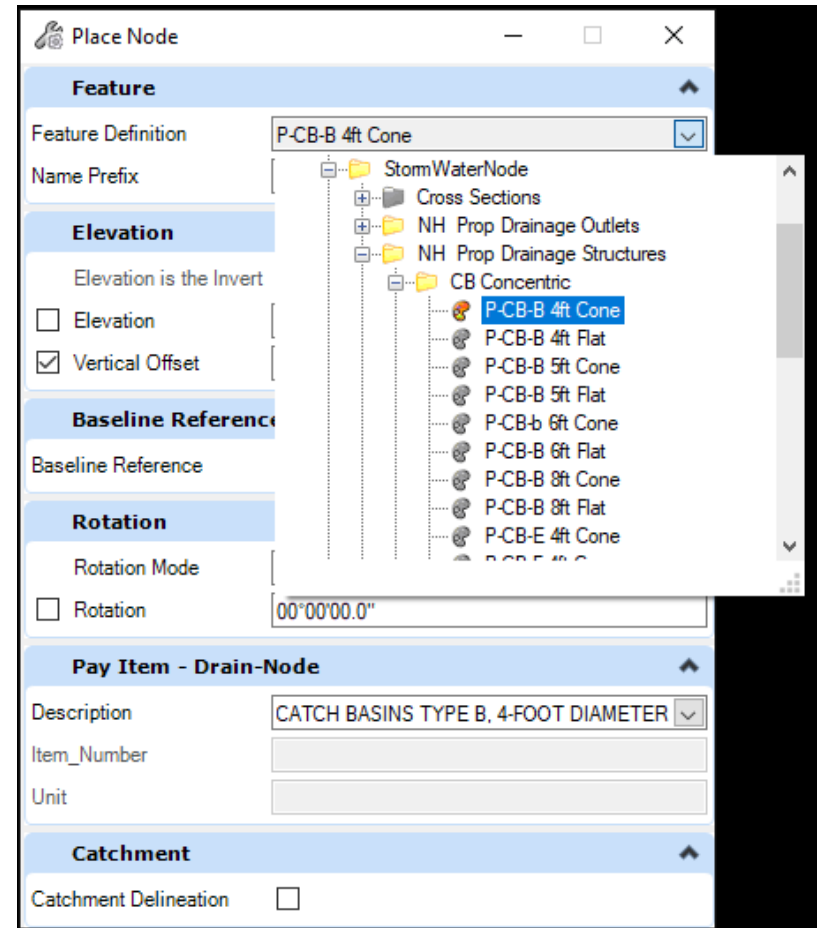 Place Node
Feature
Feature Definition P-CB-B 4ft Cone
Name Prefix
StormWaterNode
Cross Sections
NH Prop Drainage Outlets
NH Prop Drainage Structures
CB Concentric
P-CB-B 4ft Cone
P-CB-B 4ft Flat
P-CB-B 5ft Cone
P-CB-B 5ft Flat
P-CB-b 6ft Cone
P-CB-B 6ft Flat
P-CB-B 8ft Cone
P-CB-B 8ft Flat
P-CB-E 4ft Cone
Elevation
Elevation is the Invert
Elevation
Vertical Offset
Baseline Reference
Baseline Reference
Rotation
Rotation Mode
Rotation 00°00'00.0"
Pay Item - Drain-Node
Description CATCH BASINS TYPE B, 4-FOOT DIAMETER
Item_Number
Unit
Catchment
Catchment Delineation